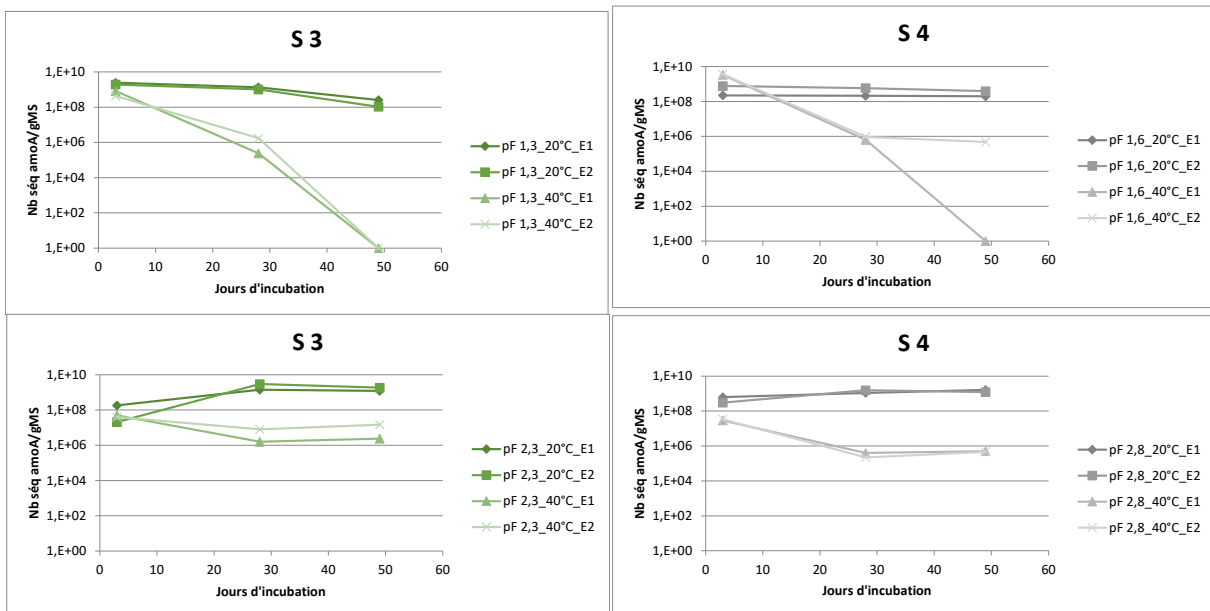 S 3
Nb séq amoA/gMS
1,E+10
1,E+08
1,E+06
1,E+04
1,E+02
1,E+00
0 10 20 30 40 50 60
Jours d'incubation
pF 1,3_20°C_E1
pF 1,3_20°C_E2
pF 1,3_40°C_E1
pF 1,3_40°C_E2
S 4
Nb séq amoA/gMS
1,E+10
1,E+08
1,E+06
1,E+04
1,E+02
1,E+00
0 10 20 30 40 50 60
Jours d'incubation
pF 1,6_20°C_E1
pF 1,6_20°C_E2
pF 1,6_40°C_E1
pF 1,6_40°C_E2
S 3
Nb séq amoA/gMS
1,E+10
1,E+08
1,E+06
1,E+04
1,E+02
1,E+00
0 10 20 30 40 50 60
Jours d'incubation
pF 2,3_20°C_E1
pF 2,3_20°C_E2
pF 2,3_40°C_E1
pF 2,3_40°C_E2
S 4
Nb séq amoA/gMS
1,E+10
1,E+08
1,E+06
1,E+04
1,E+02
1,E+00
0 10 20 30 40 50 60
Jours d'incubation
pF 2,8_20°C_E1
pF 2,8_20°C_E2
pF 2,8_40°C_E1
pF 2,8_40°C_E2